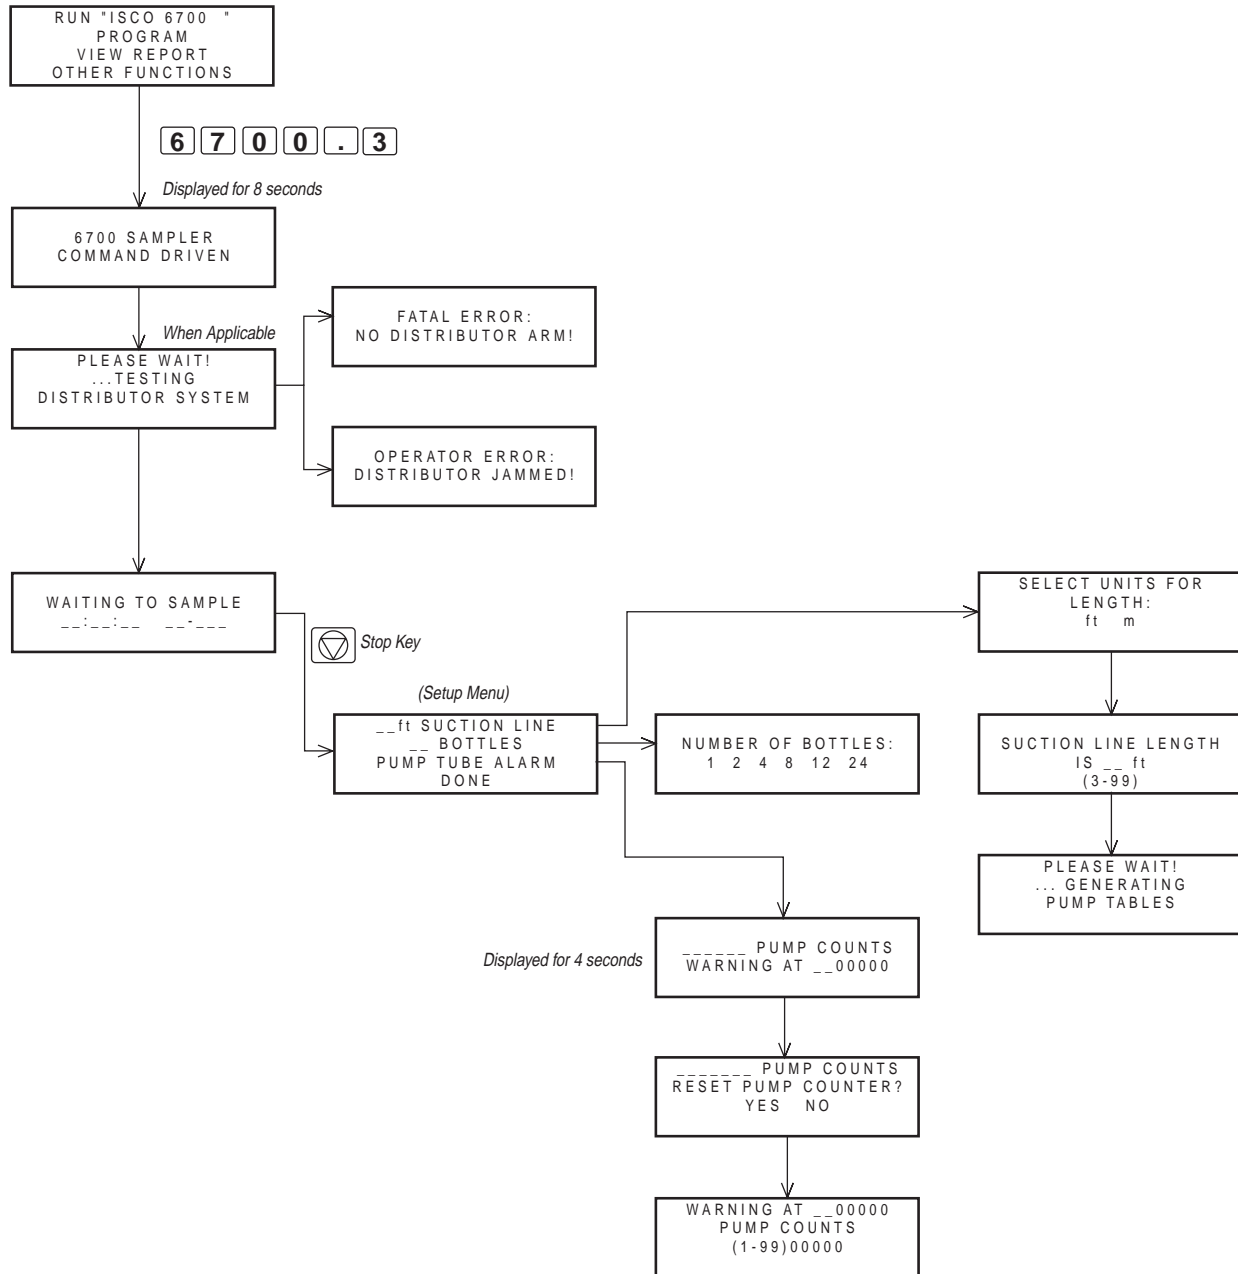 RUN "ISCO 6700 "
PROGRAM
VIEW REPORT
OTHER FUNCTIONS
6 7 0 0 . 3
Displayed for 8 seconds
6700 SAMPLER
COMMAND DRIVEN
When Applicable
PLEASE WAIT!
...TESTING
DISTRIBUTOR SYSTEM
FATAL ERROR:
NO DISTRIBUTOR ARM!
OPERATOR ERROR:
DISTRIBUTOR JAMMED!
WAITING TO SAMPLE
__:__:__ __-___
Stop Key
(Setup Menu)
__ft SUCTION LINE
__ BOTTLES
PUMP TUBE ALARM
DONE
SELECT UNITS FOR
LENGTH:
ft m
NUMBER OF BOTTLES:
1 2 4 8 12 24
SUCTION LINE LENGTH
IS __ ft
(3-99)
PLEASE WAIT!
... GENERATING
PUMP TABLES
Displayed for 4 seconds
______ PUMP COUNTS
WARNING AT __00000
_______ PUMP COUNTS
RESET PUMP COUNTER?
YES NO
WARNING AT __00000
PUMP COUNTS
(1-99)00000